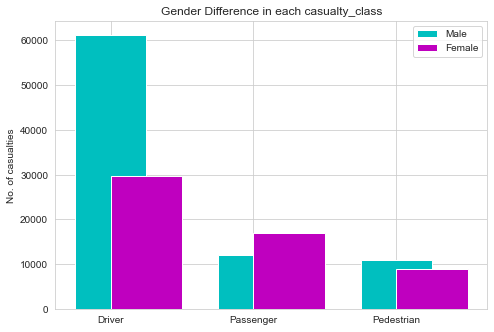 Gender Difference in each casualty_class
Male
Female
No. of casualties
60000
50000
40000
30000
20000
10000
0
Driver
Passenger
Pedestrian